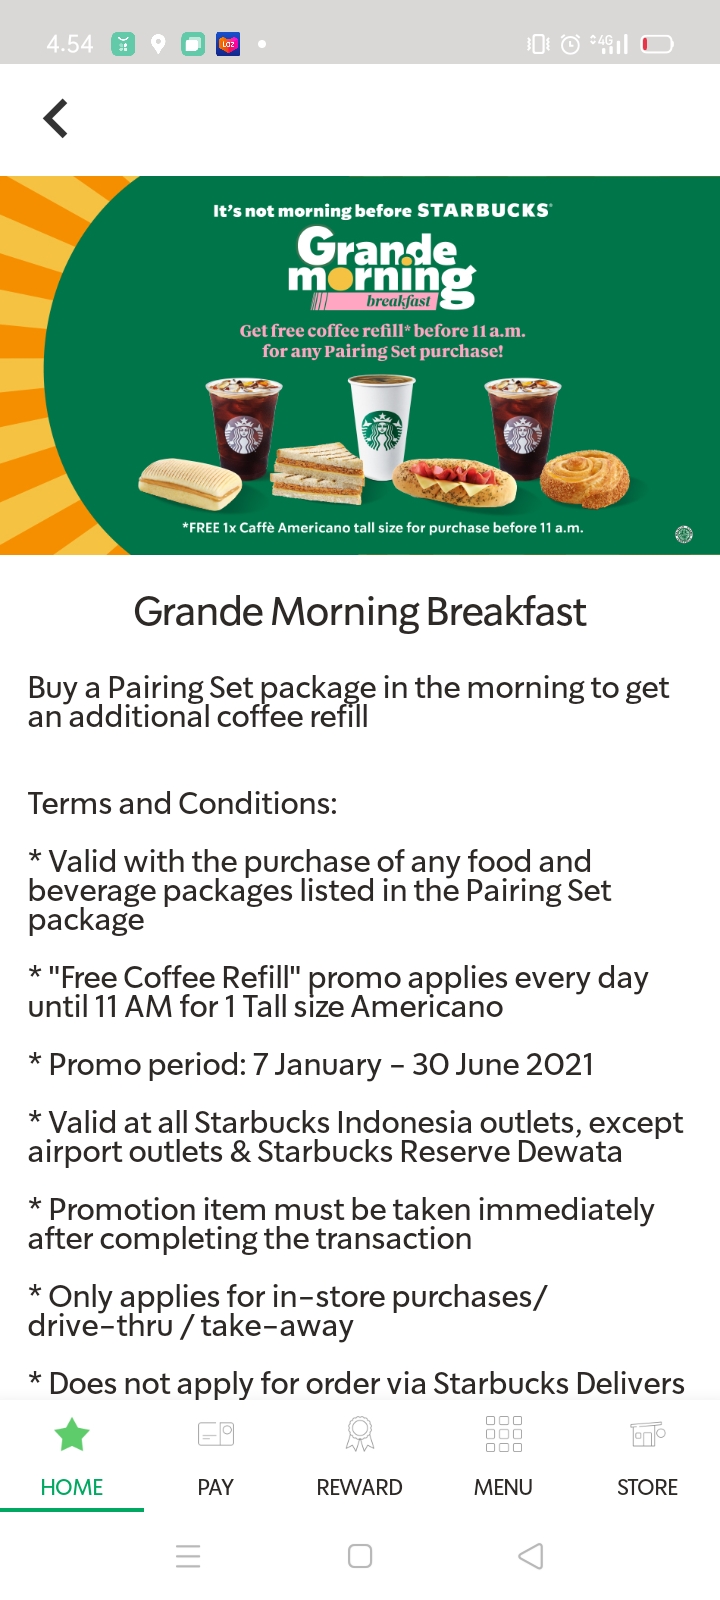 4.54
Laz
4G
It's not morning before STARBUCKS®
Grande
morning
breakfast
Get free coffee refill* before 11 a.m.
for any Pairing Set purchase!
*FREE 1x Caffè Americano tall size for purchase before 11 a.m.
Grande Morning Breakfast
Buy a Pairing Set package in the morning to get
an additional coffee refill
Terms and Conditions:
* Valid with the purchase of any food and
beverage packages listed in the Pairing Set
package
* "Free Coffee Refill" promo applies every day
until 11 AM for 1 Tall size Americano
* Promo period: 7 January – 30 June 2021
* Valid at all Starbucks Indonesia outlets, except
airport outlets & Starbucks Reserve Dewata
* Promotion item must be taken immediately
after completing the transaction
* Only applies for in-store purchases/
drive-thru / take-away
* Does not apply for order via Starbucks Delivers
HOME
PAY
REWARD
MENU
STORE